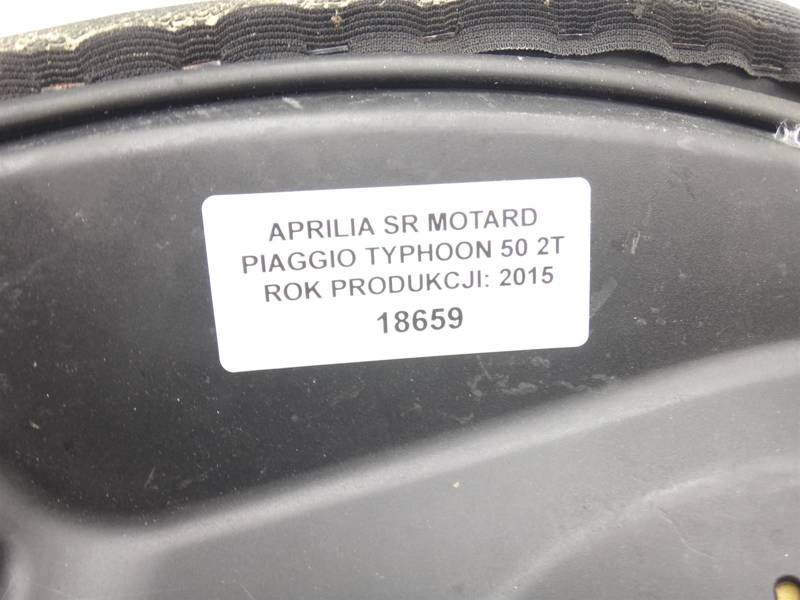 APRILIA SR MOTARD
PIAGGIO TYPHOON 50 2T
ROK PRODUKCJI: 2015
18659